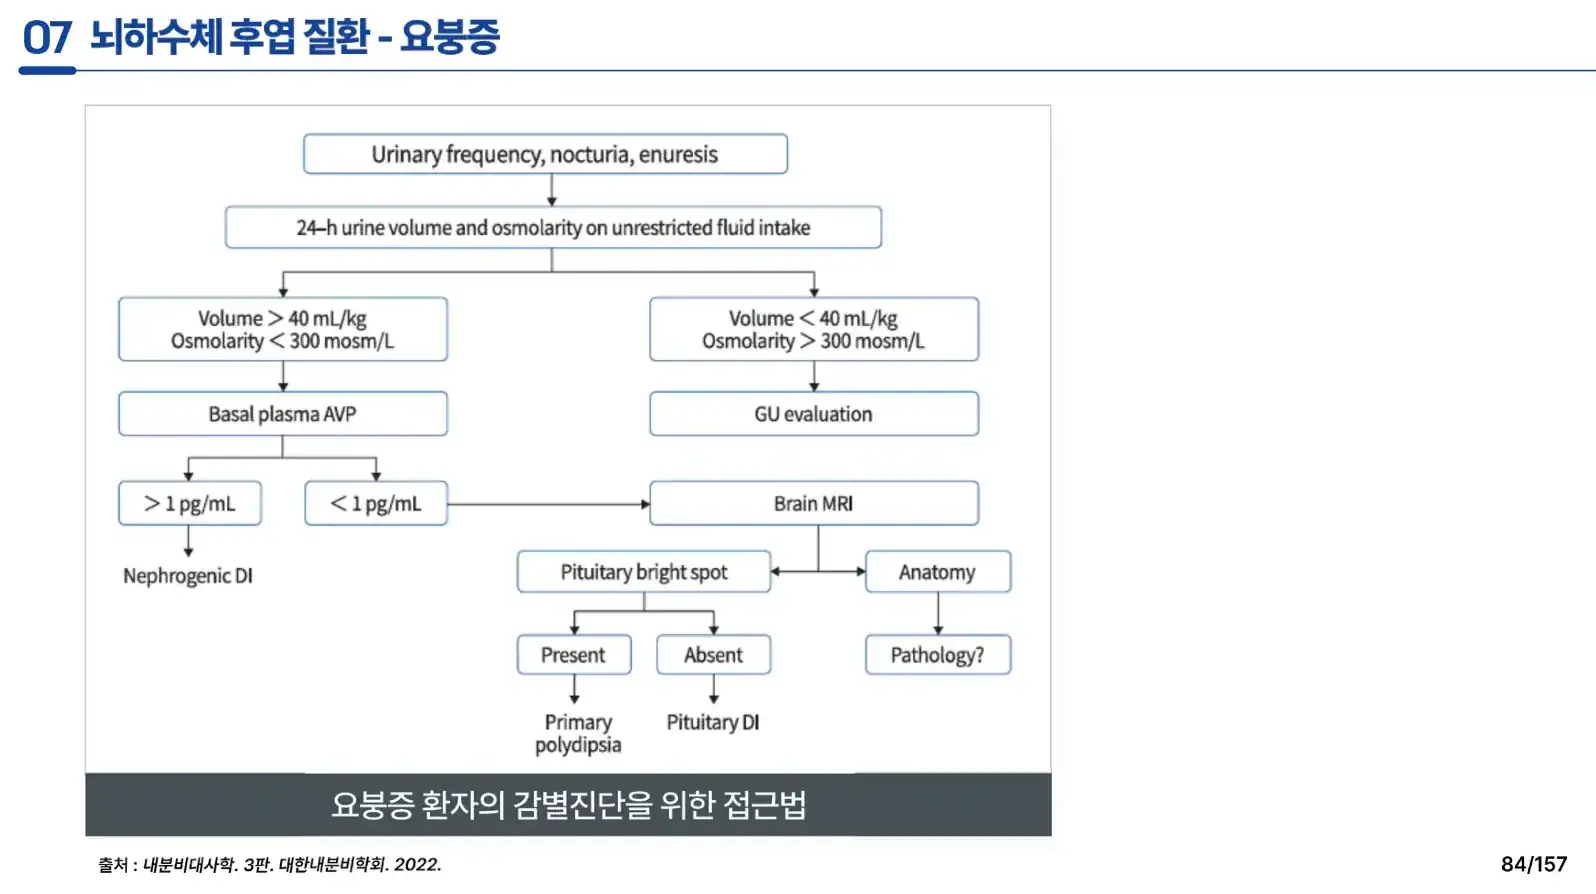 07 뇌하수체 후엽 질환 - 요붕증
Urinary frequency, nocturia, enuresis
24–h urine volume and osmolarity on unrestricted fluid intake
Volume > 40 mL/kg
Osmolarity < 300 mosm/L
Volume < 40 mL/kg
Osmolarity > 300 mosm/L
Basal plasma AVP
GU evaluation
> 1 pg/mL
< 1 pg/mL
Brain MRI
Nephrogenic DI
Pituitary bright spot
Anatomy
Present
Absent
Pathology?
Primary
polydipsia
Pituitary DI
요붕증 환자의 감별진단을 위한 접근법
출처 : 내분비대사학. 3판. 대한내분비학회. 2022.
84/157